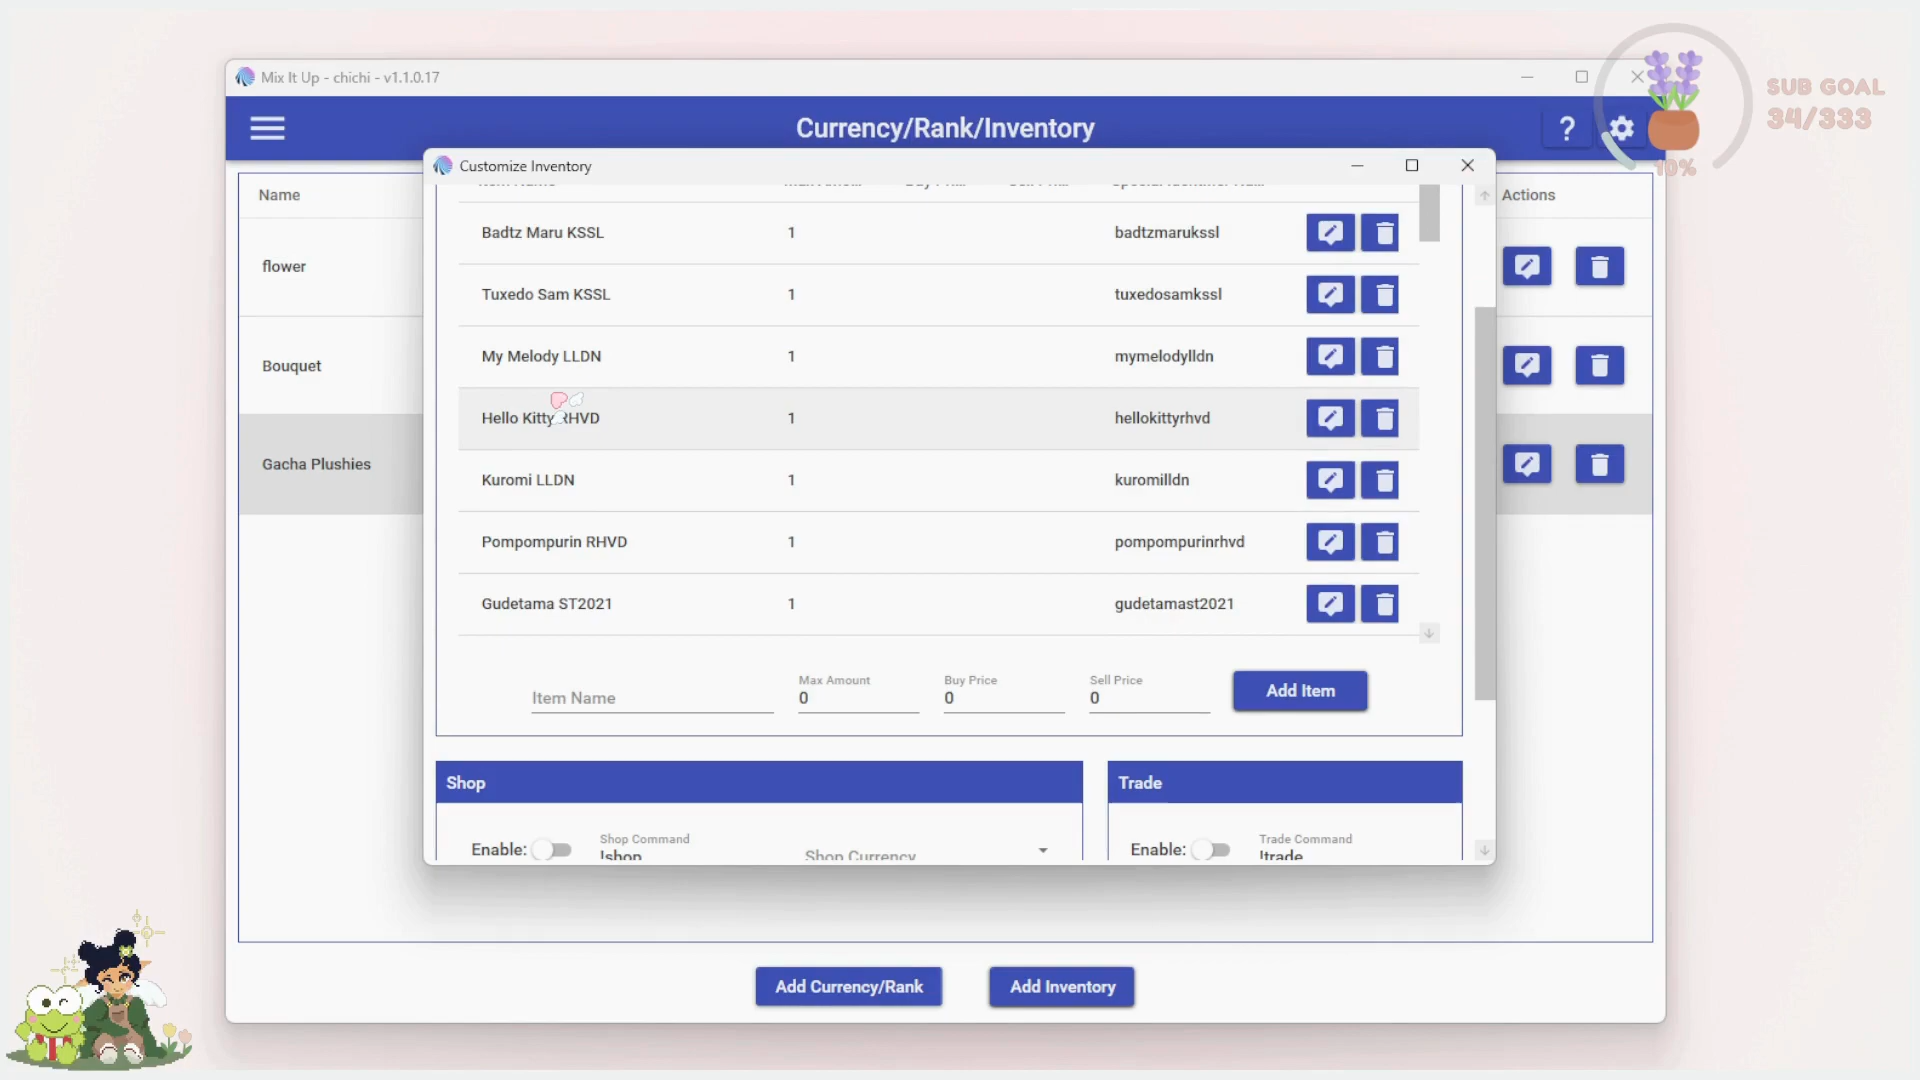 Mix It Up - chichi - v1.1.0.17
SUB GOAL
34/333
10%
Currency/Rank/Inventory
?
Customize Inventory
Name
Actions
Badtz Maru KSSL 1 badtzmarukssl
flower
Tuxedo Sam KSSL 1 tuxedosamkssl
My Melody LLDN 1 mymelodylldn
Bouquet
Hello Kitty RHVD 1 hellokittyrhvd
Gacha Plushies
Kuromi LLDN 1 kuromilldn
Pompompurin RHVD 1 pompompurinrhvd
Gudetama ST2021 1 gudetamast2021
Max Amount Buy Price Sell Price
Item Name 0 0 0 Add Item
Shop Trade
Shop Command Trade Command
Enable: !shop Shop Currency Enable: !trade
Add Currency/Rank Add Inventory